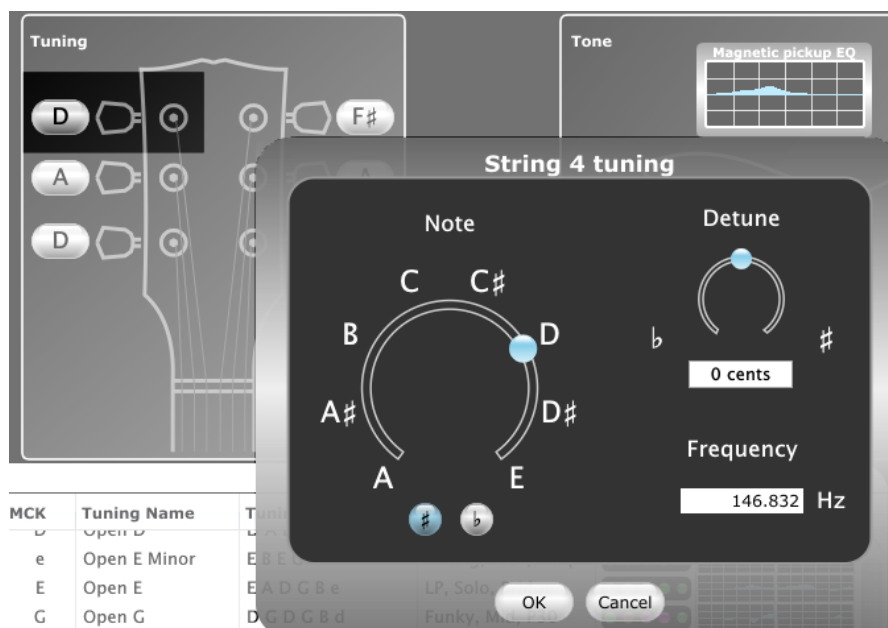 Tuning
Tone
Magnetic pickup EQ
D
F♯
A
A
D
String 4 tuning
Note
Detune
C
C♯
B
D
A♯
D♯
A
E
♭
♯
0 cents
Frequency
146.832 Hz
♯
♭
MCK
Tuning Name
Open D
e
Open E Minor
E B E G
E
Open E
E A D G B e
LP, Solo,
G
Open G
D G D G B d
Funky,
OK
Cancel